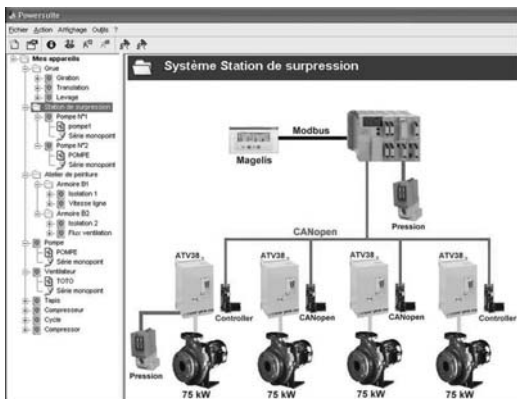 Powersuite
Fichier Action Affichage Outils ?
Mes appareils
Grue
Giration
Translation
Levage
Station de surpression
Pompe N°1
pompe1
Série monopoint
Pompe N°2
POMPE
Série monopoint
Atelier de peinture
Armoire B1
Isolation 1
Vitesse ligne
Armoire B2
Isolation 2
Flux ventilation
Pompe
POMPE
Série monopoint
Ventilateur
TOTO
Série monopoint
Tapis
Compresseur
Cycle
Compressor
Système Station de surpression
Modbus
Magelis
Pression
CANopen
ATV38 ATV38 ATV38 ATV38
Controller CANopen CANopen Controller
Pression
75 kW 75 kW 75 kW 75 kW